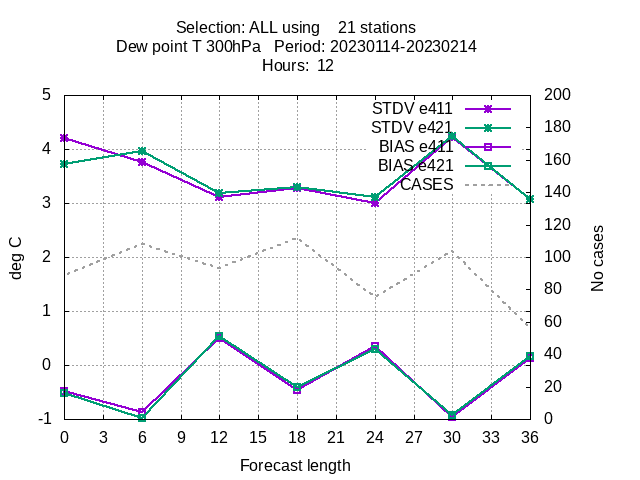 Selection: ALL using    21 stations
Dew point T 300hPa   Period: 20230114-20230214
Hours:  12
5 200
STDV e411
180
STDV e421
4 BIAS e411 160
BIAS e421
CASES 140
3
120
deg C 2 100 No cases
80
1
60
0 40
20
-1 0
0 3 6 9 12 15 18 21 24 27 30 33 36
Forecast length